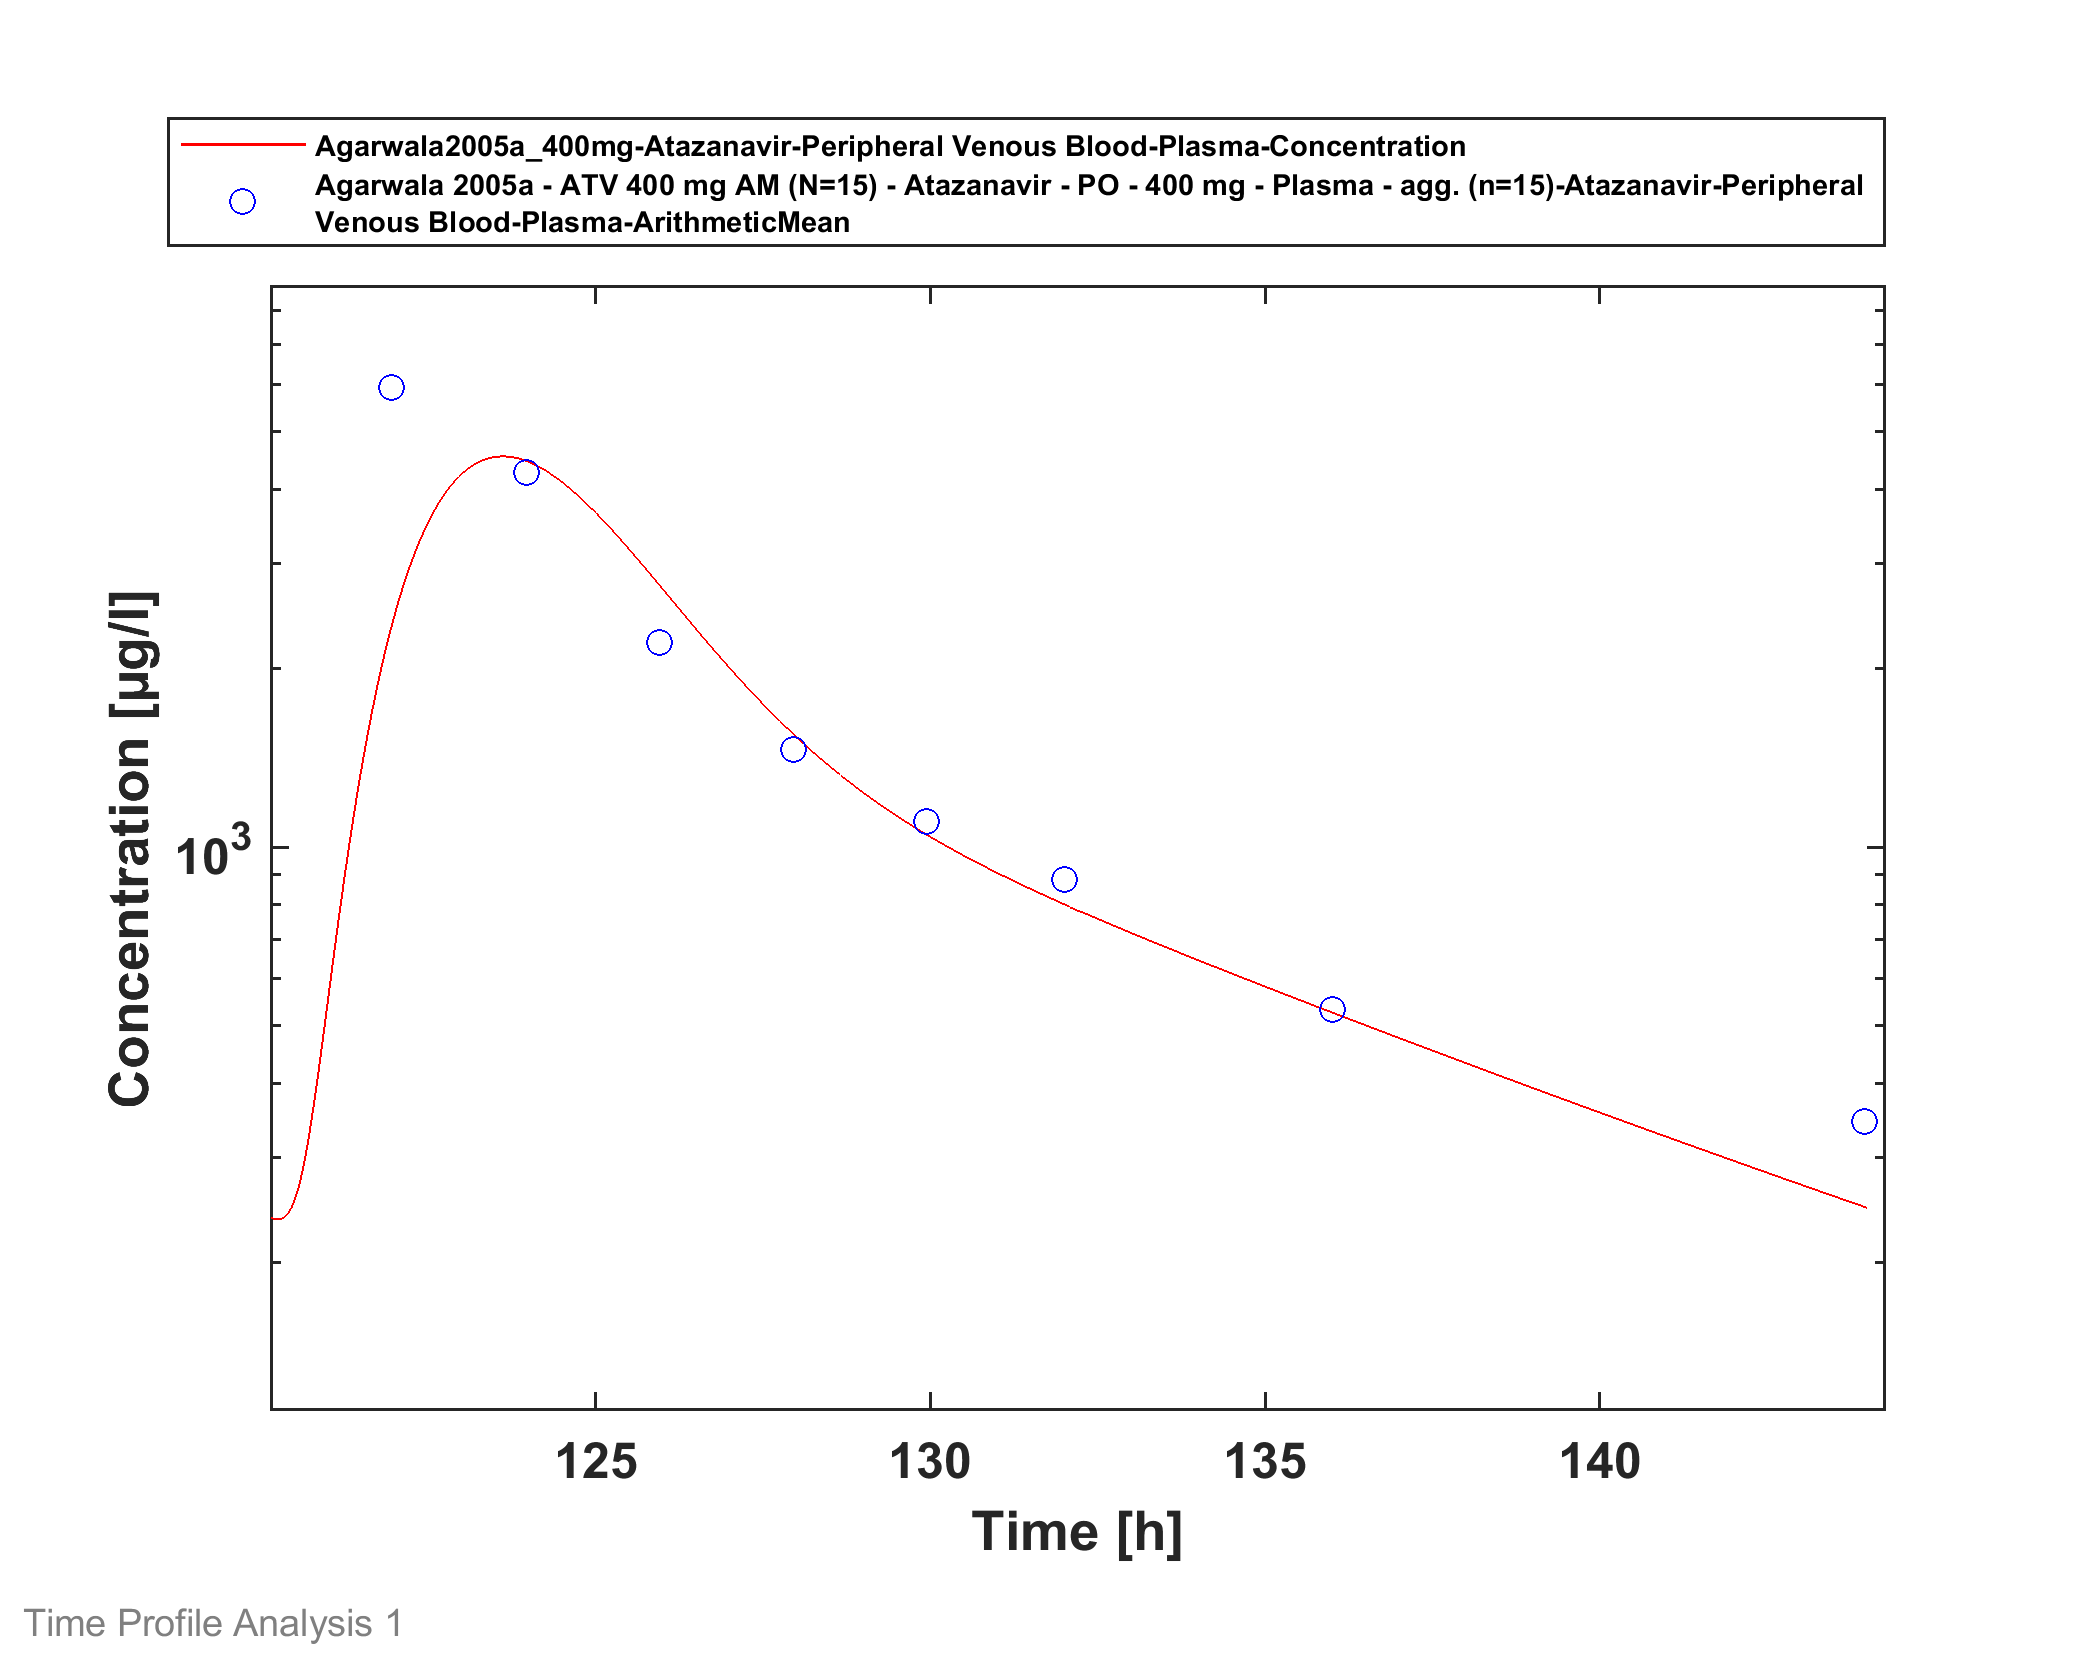 Agarwala2005a_400mg-Atazanavir-Peripheral Venous Blood-Plasma-Concentration
Agarwala 2005a - ATV 400 mg AM (N=15) - Atazanavir - PO - 400 mg - Plasma - agg. (n=15)-Atazanavir-Peripheral
Venous Blood-Plasma-ArithmeticMean
Concentration [µg/l]
10³
125 130 135 140
Time [h]
Time Profile Analysis 1